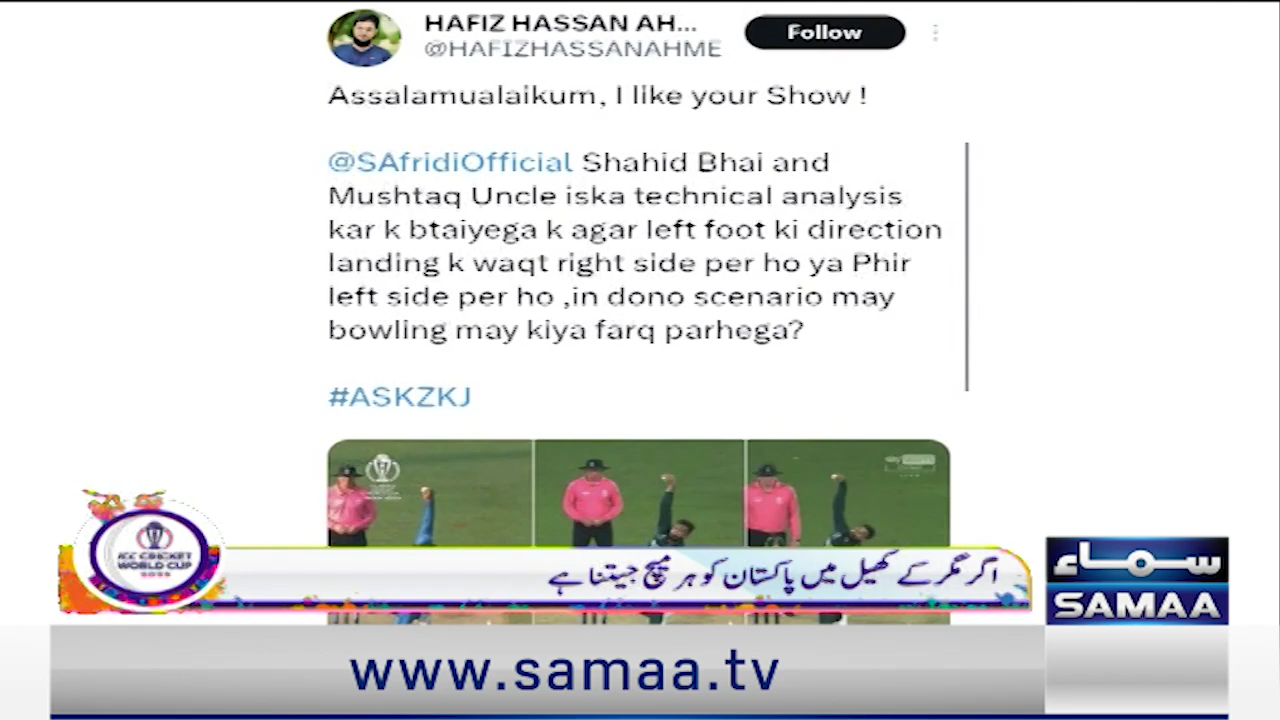 HAFIZ HASSAN AH...
@HAFIZHASSANAHME
Follow
Assalamualaikum, I like your Show !
@SAfridiOfficial Shahid Bhai and
Mushtaq Uncle iska technical analysis
kar k btaiyega k agar left foot ki direction
landing k waqt right side per ho ya Phir
left side per ho ,in dono scenario may
bowling may kiya farq parhega?
#ASKZKJ
ICC CRICKET
WORLD CUP
اگر مگر کے کھیل میں پاکستان کو ہر میچ جیتنا ہے
سماء
SAMAA
www.samaa.tv